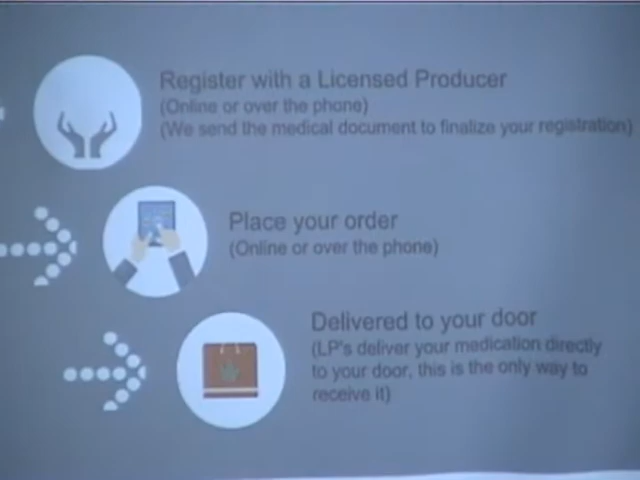 Register with a Licensed Producer
(Online or over the phone)
(We send the medical document to finalize your registration)
Place your order
(Online or over the phone)
Delivered to your door
(LP's deliver your medication directly
to your door, this is the only way to
receive it)